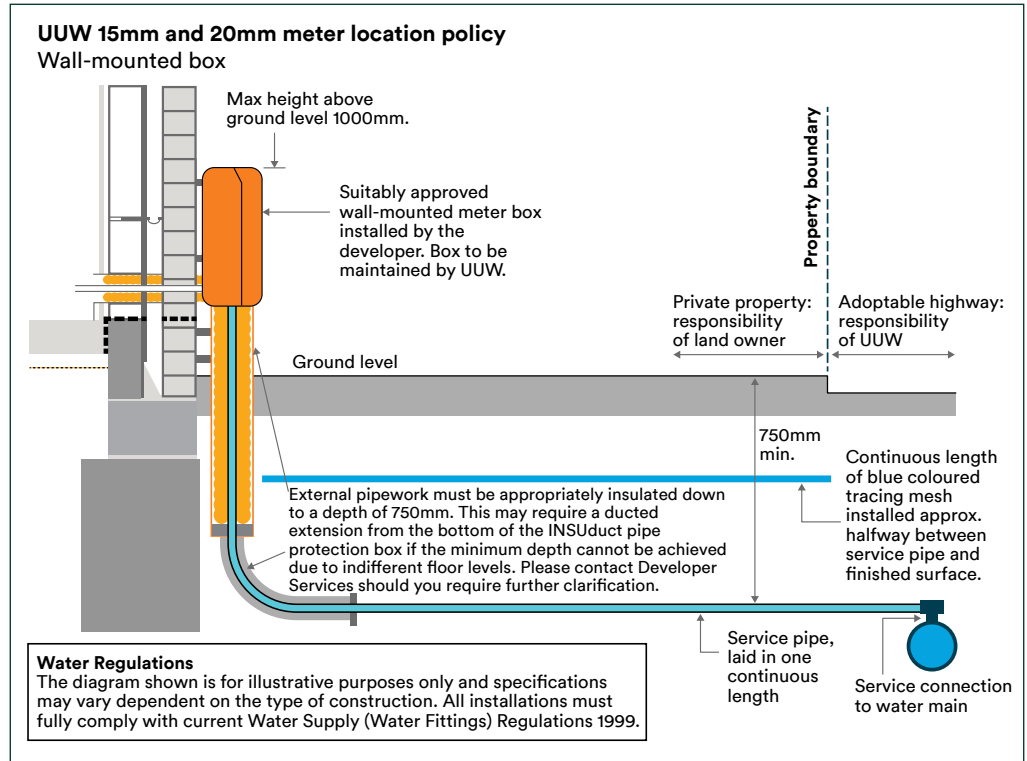 UUW 15mm and 20mm meter location policy
Wall-mounted box
Max height above
ground level 1000mm.
Suitably approved
wall-mounted meter box
installed by the
developer. Box to be
maintained by UUW.
Property boundary
Private property:
responsibility
of land owner
Adoptable highway:
responsibility
of UUW
Ground level
750mm
min.
Continuous length
of blue coloured
tracing mesh
installed approx.
halfway between
service pipe and
finished surface.
External pipework must be appropriately insulated down
to a depth of 750mm. This may require a ducted
extension from the bottom of the INSUduct pipe
protection box if the minimum depth cannot be achieved
due to indifferent floor levels. Please contact Developer
Services should you require further clarification.
Service pipe,
laid in one
continuous
length
Service connection
to water main
Water Regulations
The diagram shown is for illustrative purposes only and specifications
may vary dependent on the type of construction. All installations must
fully comply with current Water Supply (Water Fittings) Regulations 1999.